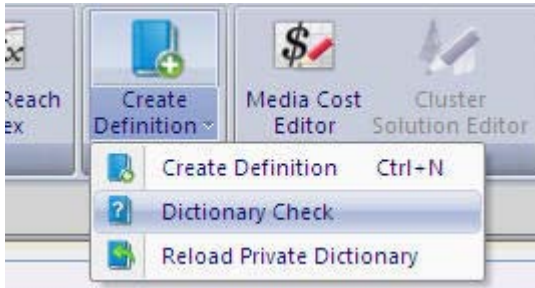 Reach
Create
Media Cost
Cluster
ex
Definition
Editor
Solution Editor
Create Definition Ctrl+N
Dictionary Check
Reload Private Dictionary